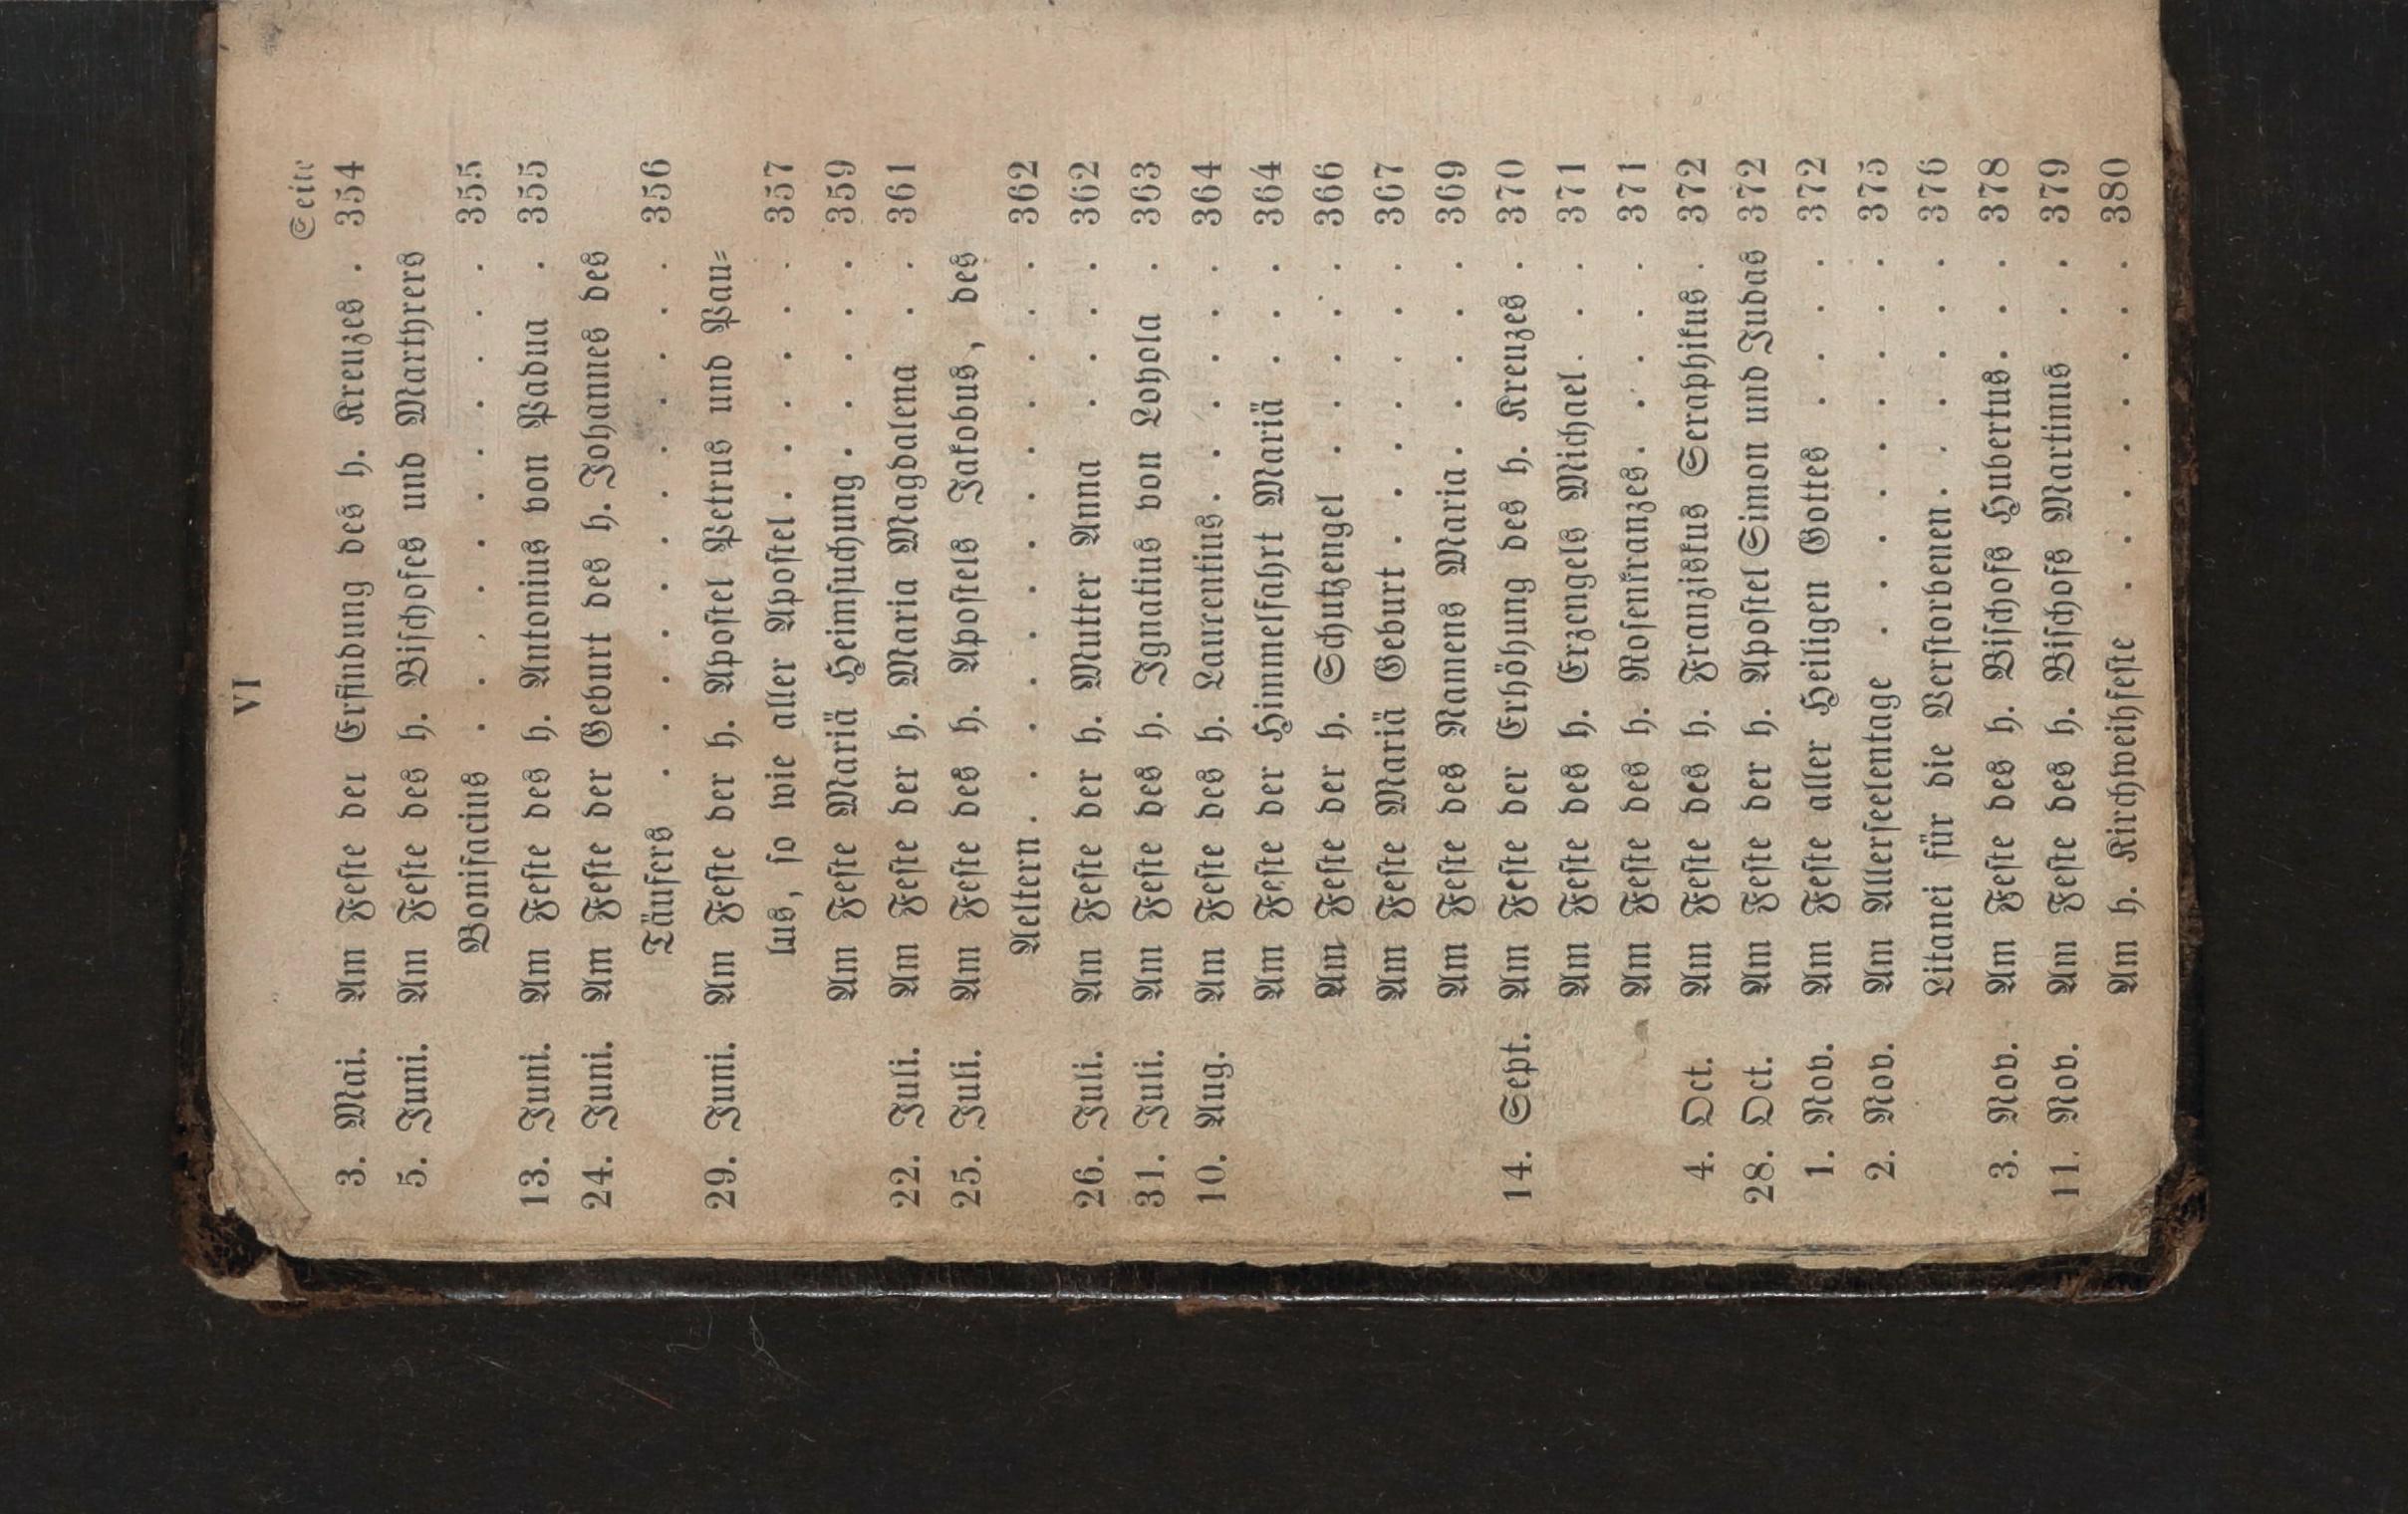 VI
Seite
3. Mai. Am Feste der Erfindung des h. Kreuzes . 354
5. Juni. Am Feste des h. Bischofes und Martyrers
Bonifacius . . . . . . . . . 355
13. Juni. Am Feste des h. Antonius von Padua . 355
24. Juni. Am Feste der Geburt des h. Johannes des
Täufers . . . . . . . . . . 356
29. Juni. Am Feste der h. Apostel Petrus und Pau-
lus, so wie aller Apostel . . . . . . 357
Am Feste Mariä Heimsuchung . . . . . 359
22. Juli. Am Feste der h. Maria Magdalena . . 361
25. Juli. Am Feste des h. Apostels Jakobus, des
Aeltern . . . . . . . . . . 362
26. Juli. Am Feste der h. Mutter Anna . . . 362
31. Juli. Am Feste des h. Ignatius von Loyola . 363
10. Aug. Am Feste des h. Laurentius . . . . . 364
Am Feste der Himmelfahrt Mariä . . . 364
Am Feste der h. Schutzengel . . . . . 366
Am Feste Mariä Geburt . . . . . . 367
Am Feste des Namens Maria . . . . . 369
14. Sept. Am Feste der Erhöhung des h. Kreuzes . 370
Am Feste des h. Erzengels Michael . . . 371
Am Feste des h. Rosenkranzes . . . . . 371
4. Oct. Am Feste des h. Franziskus Seraphikus . 372
28. Oct. Am Feste der h. Apostel Simon und Judas 372
1. Nov. Am Feste aller Heiligen Gottes . . . . 372
2. Nov. Am Allerseelentage . . . . . . . . 375
Litanei für die Verstorbenen . . . . . 376
3. Nov. Am Feste des h. Bischofs Hubertus . . . 378
11. Nov. Am Feste des h. Bischofs Martinus . . 379
Am h. Kirchweihfeste . . . . . . . 380